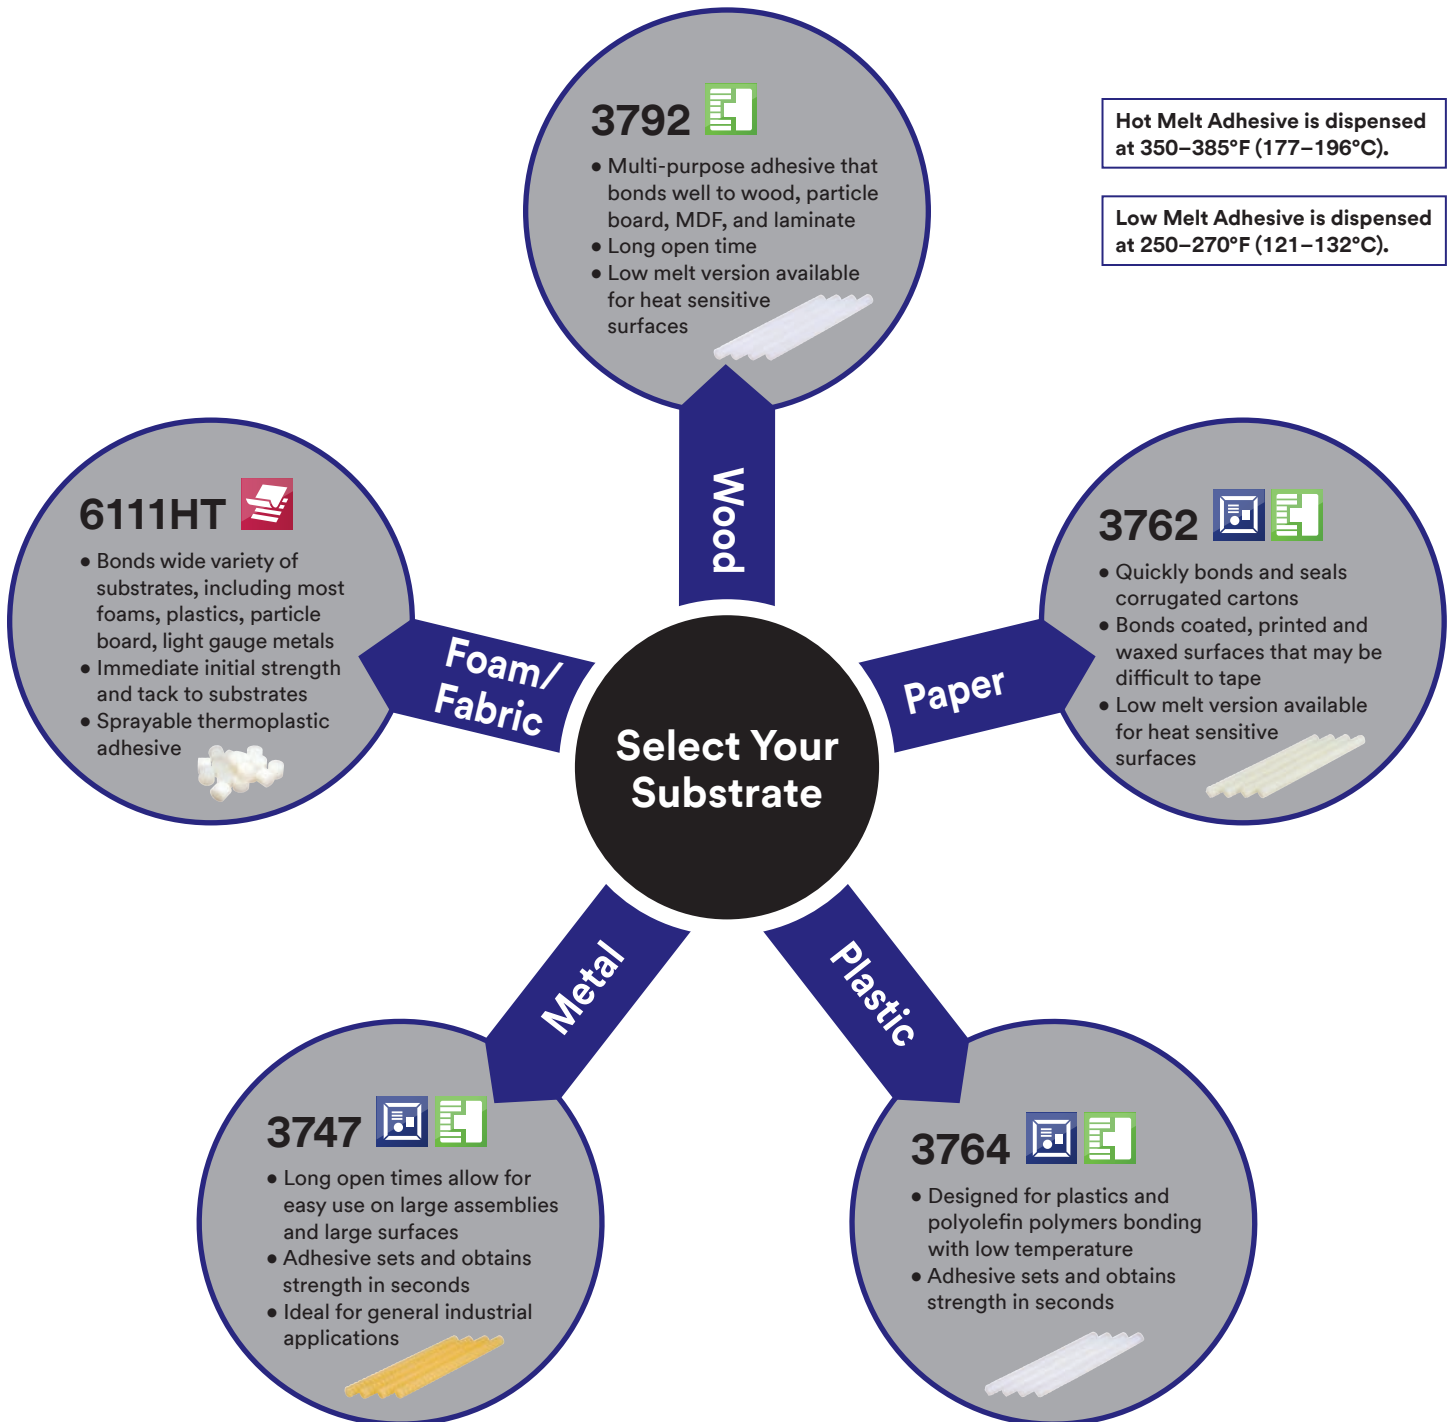 3792
• Multi-purpose adhesive that
bonds well to wood, particle
board, MDF, and laminate
• Long open time
• Low melt version available
for heat sensitive
surfaces
Hot Melt Adhesive is dispensed
at 350–385°F (177–196°C).
Low Melt Adhesive is dispensed
at 250–270°F (121–132°C).
Wood
6111HT
• Bonds wide variety of
substrates, including most
foams, plastics, particle
board, light gauge metals
• Immediate initial strength
and tack to substrates
• Sprayable thermoplastic
adhesive
Foam/
Fabric
3762
• Quickly bonds and seals
corrugated cartons
• Bonds coated, printed and
waxed surfaces that may be
difficult to tape
• Low melt version available
for heat sensitive
surfaces
Paper
Select Your
Substrate
Metal
Plastic
3747
• Long open times allow for
easy use on large assemblies
and large surfaces
• Adhesive sets and obtains
strength in seconds
• Ideal for general industrial
applications
3764
• Designed for plastics and
polyolefin polymers bonding
with low temperature
• Adhesive sets and obtains
strength in seconds